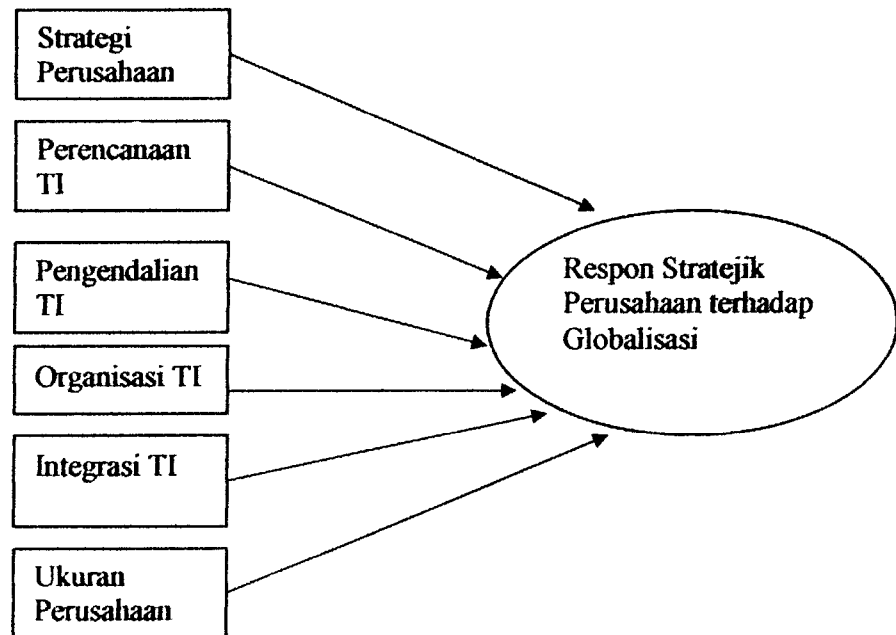 Strategi
Perusahaan
Perencanaan
TI
Pengendalian
TI
Organisasi TI
Integrasi TI
Ukuran
Perusahaan
Respon Stratejik
Perusahaan terhadap
Globalisasi